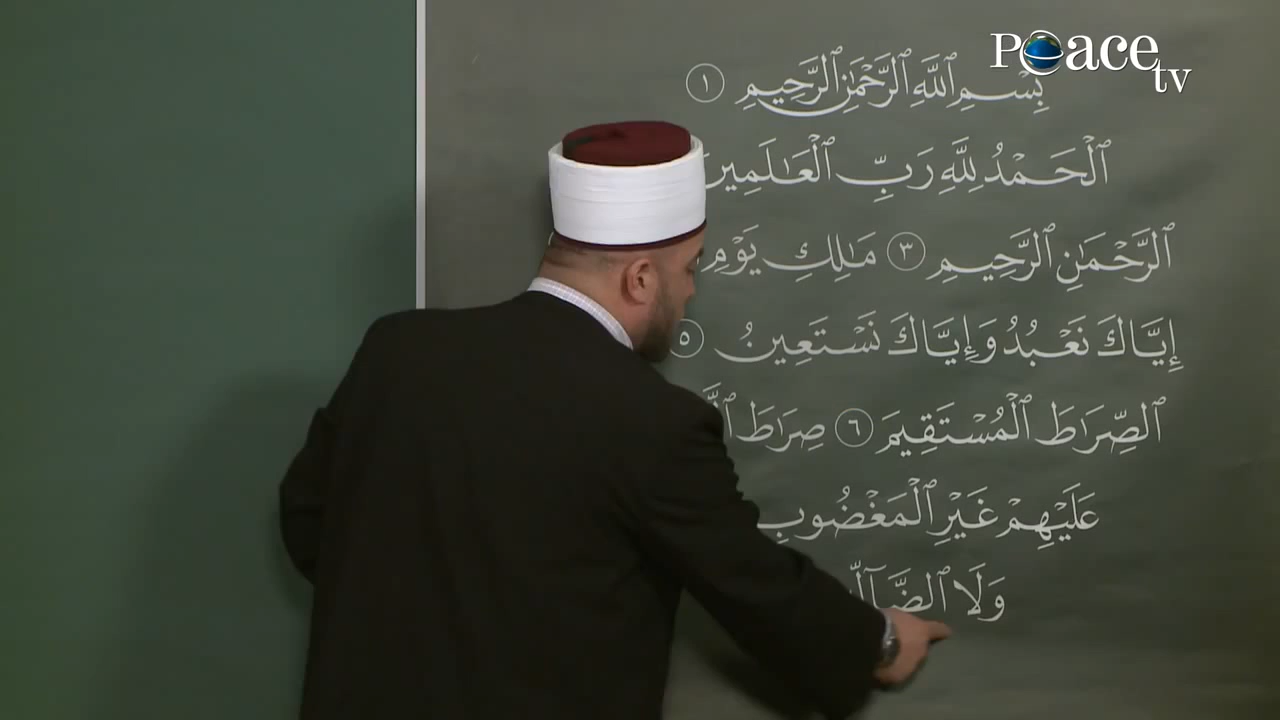 Peace tv
بِسْمِ ٱللَّهِ ٱلرَّحْمَٰنِ ٱلرَّحِيمِ ١
ٱلْحَمْدُ لِلَّهِ رَبِّ ٱلْعَٰلَمِين
ٱلرَّحْمَٰنِ ٱلرَّحِيمِ ٣ مَٰلِكِ يَوْمِ
إِيَّاكَ نَعْبُدُ وَإِيَّاكَ نَسْتَعِينُ ٥
ٱلصِّرَٰطَ ٱلْمُسْتَقِيمَ ٦ صِرَٰطَ
عَلَيْهِمْ غَيْرِ ٱلْمَغْضُوبِ
وَلَا